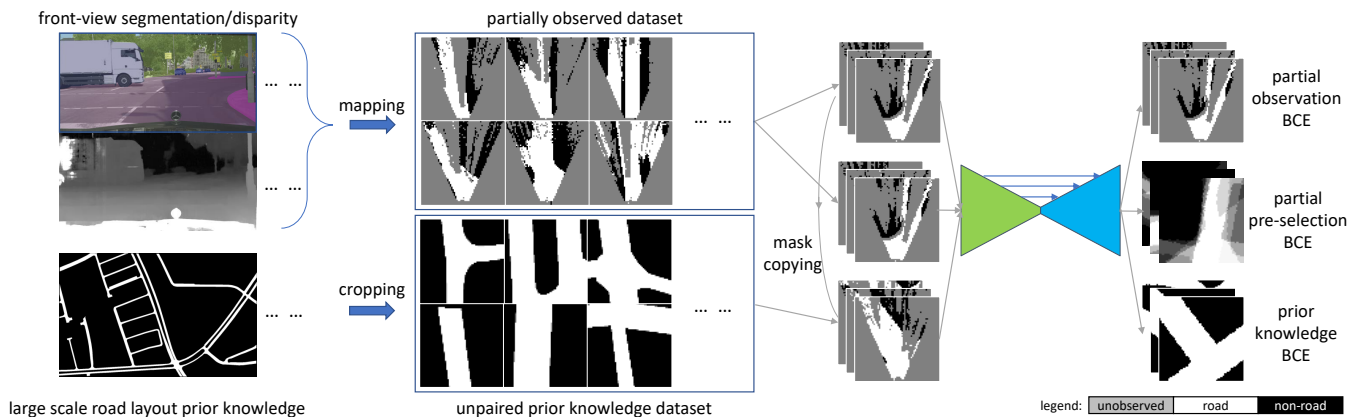 front-view segmentation/disparity
partially observed dataset
... ...
mapping
... ...
... ...
partial
observation
BCE
partial
pre-selection
BCE
mask
copying
cropping
... ...
... ...
prior
knowledge
BCE
large scale road layout prior knowledge
unpaired prior knowledge dataset
legend: unobserved road non-road